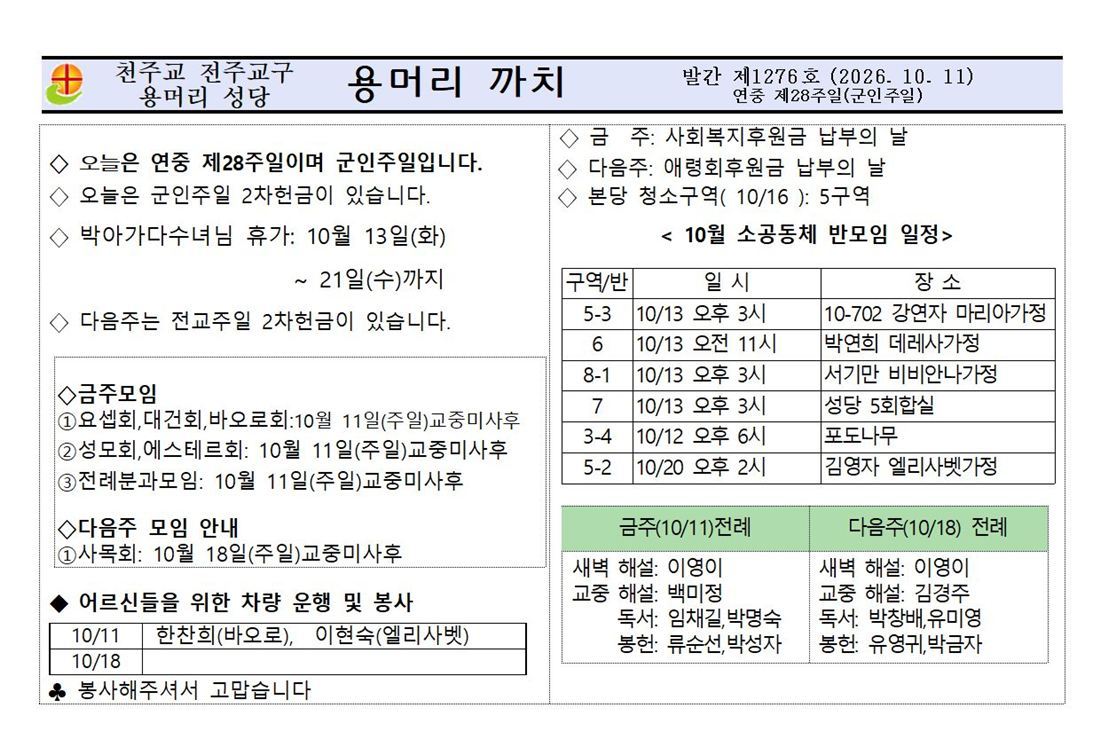 천주교 전주교구
용머리 성당
용머리 까치
발간 제1276호 (2026. 10. 11)
연중 제28주일(군인주일)
◇ 오늘은 연중 제28주일이며 군인주일입니다.
◇ 오늘은 군인주일 2차헌금이 있습니다.
◇ 박아가다수녀님 휴가: 10월 13일(화)
~ 21일(수)까지
◇ 다음주는 전교주일 2차헌금이 있습니다.
◇금주모임
①요셉회,대건회,바오로회:10월 11일(주일)교중미사후
②성모회,에스테르회: 10월 11일(주일)교중미사후
③전례분과모임: 10월 11일(주일)교중미사후
◇다음주 모임 안내
①사목회: 10월 18일(주일)교중미사후
◆ 어르신들을 위한 차량 운행 및 봉사
10/11 한찬희(바오로), 이현숙(엘리사벳)
10/18
♣ 봉사해주셔서 고맙습니다
◇ 금 주: 사회복지후원금 납부의 날
◇ 다음주: 애령회후원금 납부의 날
◇ 본당 청소구역( 10/16 ): 5구역
< 10월 소공동체 반모임 일정>
구역/반 일 시 장 소
5-3 10/13 오후 3시 10-702 강연자 마리아가정
6 10/13 오전 11시 박연희 데레사가정
8-1 10/13 오후 3시 서기만 비비안나가정
7 10/13 오후 3시 성당 5회합실
3-4 10/12 오후 6시 포도나무
5-2 10/20 오후 2시 김영자 엘리사벳가정
금주(10/11)전례
새벽 해설: 이영이
교중 해설: 백미정
독서: 임채길,박명숙
봉헌: 류순선,박성자
다음주(10/18) 전례
새벽 해설: 이영이
교중 해설: 김경주
독서: 박창배,유미영
봉헌: 유영귀,박금자